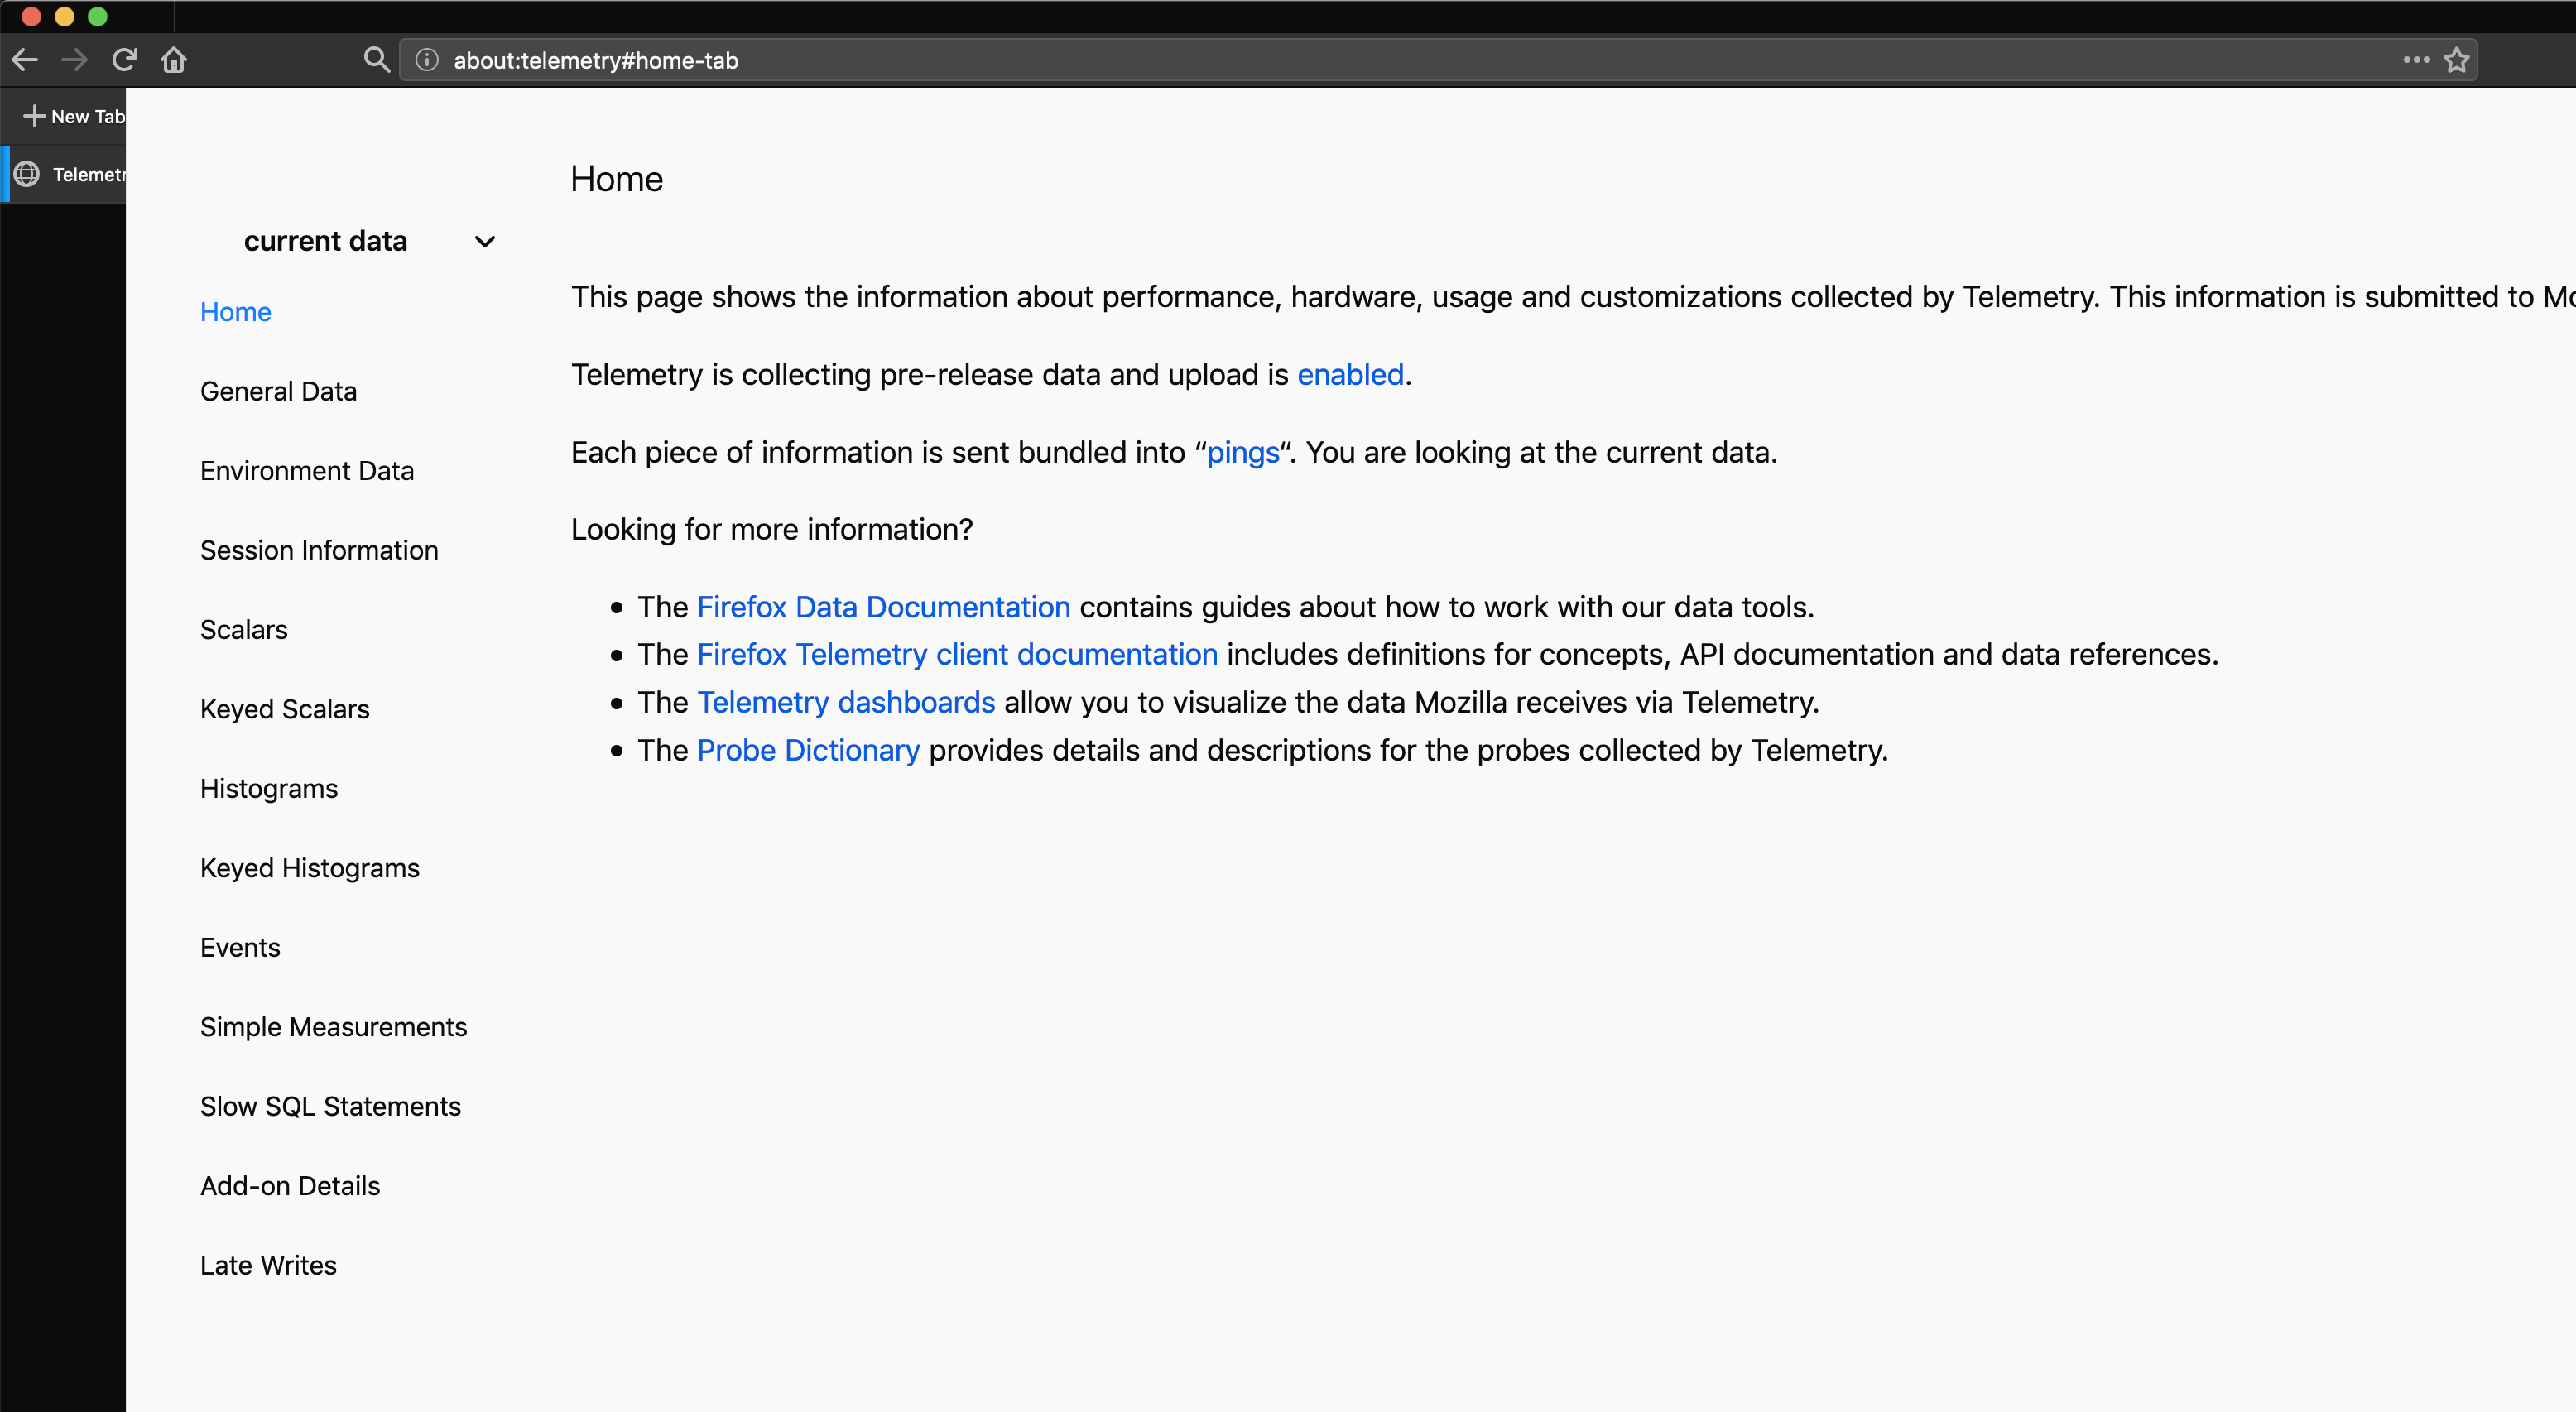 about:telemetry#home-tab
New Tab
Home
current data
Home
General Data
Environment Data
Session Information
Scalars
Keyed Scalars
Histograms
Keyed Histograms
Events
Simple Measurements
Slow SQL Statements
Add-on Details
Late Writes
This page shows the information about performance, hardware, usage and customizations collected by Telemetry. This information is submitted to
Telemetry is collecting pre-release data and upload is enabled.
Each piece of information is sent bundled into “pings“. You are looking at the current data.
Looking for more information?
The Firefox Data Documentation contains guides about how to work with our data tools.
The Firefox Telemetry client documentation includes definitions for concepts, API documentation and data references.
The Telemetry dashboards allow you to visualize the data Mozilla receives via Telemetry.
The Probe Dictionary provides details and descriptions for the probes collected by Telemetry.